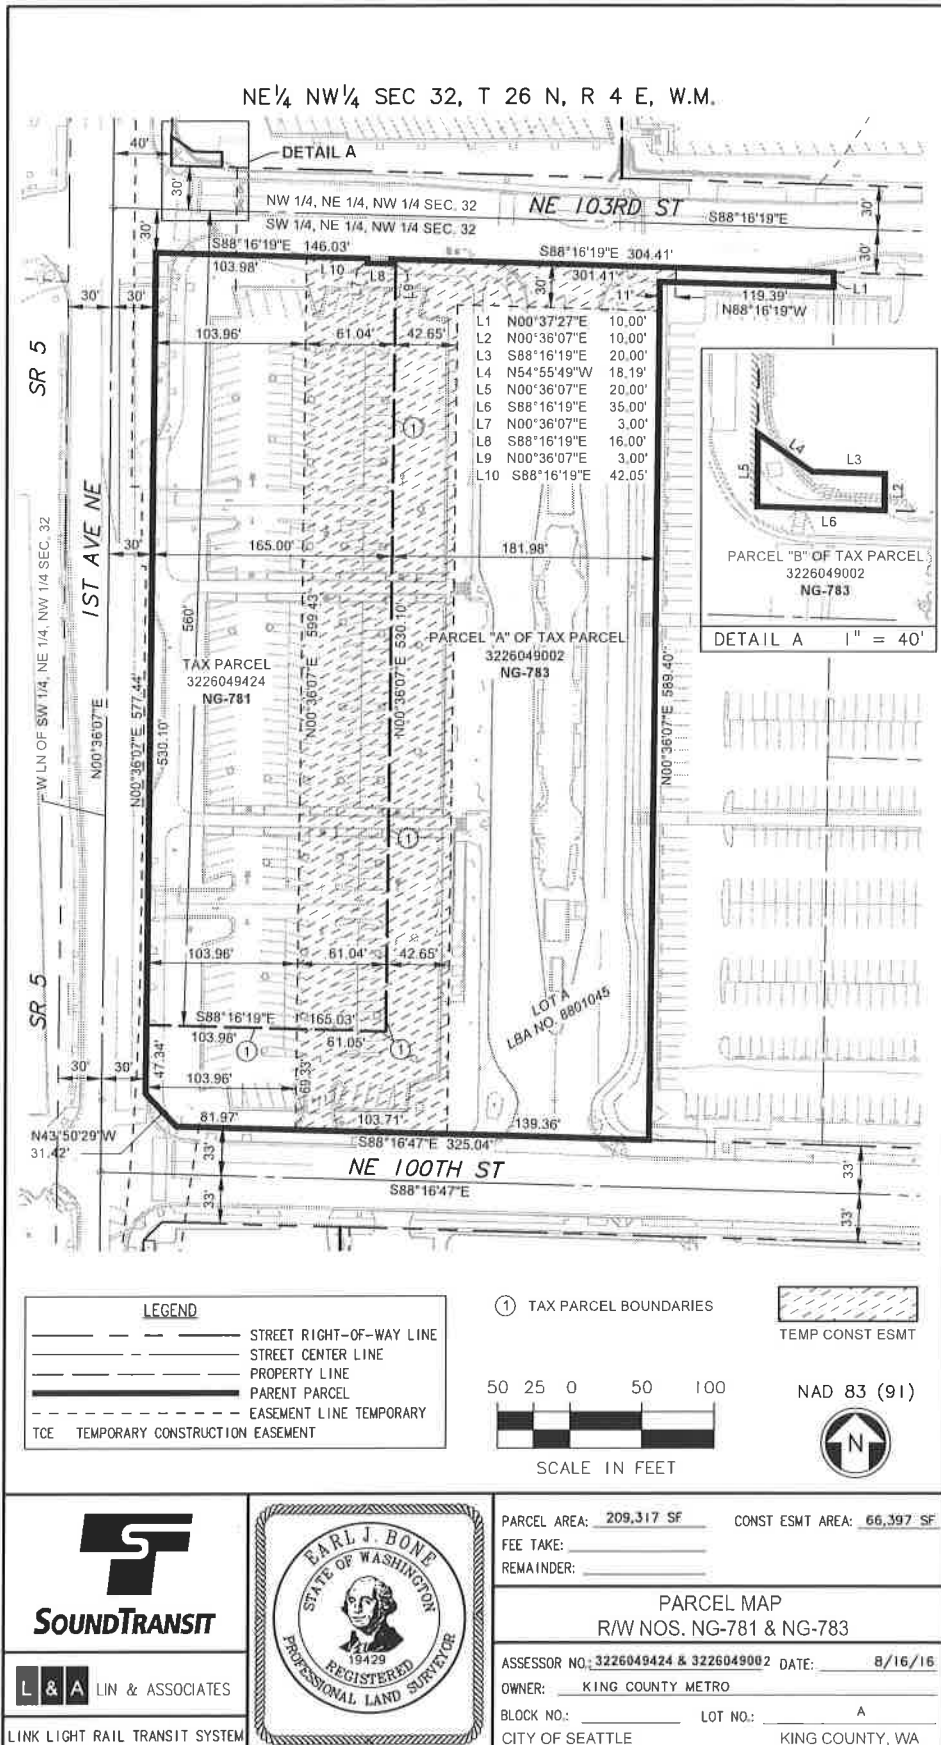 NE¼ NW¼ SEC 32, T 26 N, R 4 E, W.M.
40'
DETAIL A
30'
NW 1/4, NE 1/4, NW 1/4 SEC. 32
NE 103RD ST
S88°16'19"E
30'
SW 1/4, NE 1/4, NW 1/4 SEC. 32
30'
30'
S88°16'19"E 146.03'
S88°16'19"E 304.41'
103.98'
L10
L7
L8
L9
301.41'
30'
11'
L1
119.39'
N88°16'19"W
30'
30'
103.96'
61.04'
42.65'
L1 N00°37'27"E 10.00'
L2 N00°36'07"E 10.00'
L3 S88°16'19"E 20.00'
L4 N54°55'49"W 18.19'
L5 N00°36'07"E 20.00'
L6 S88°16'19"E 35.00'
L7 N00°36'07"E 3.00'
L8 S88°16'19"E 16.00'
L9 N00°36'07"E 3.00'
L10 S88°16'19"E 42.05'
SR 5
1
L4
L3
L5
L2
L6
PARCEL "B" OF TAX PARCEL
3226049002
NG-783
DETAIL A 1" = 40'
1ST AVE NE
W LN OF SW 1/4, NE 1/4, NW 1/4 SEC. 32
30'
165.00'
181.98'
560'
N00°36'07"E 599.43'
N00°36'07"E 530.10'
PARCEL "A" OF TAX PARCEL
3226049002
NG-783
TAX PARCEL
3226049424
NG-781
N00°36'07"E 589.40'
N00°36'07"E
N00°36'07"E 577.44'
530.10'
1
103.96'
61.04'
42.65'
SR 5
LOT A
LBA NO. 8801045
S88°16'19"E 165.03'
103.98'
61.05'
1
1
30'
30'
47.34'
103.96'
69.33'
81.97'
103.71'
139.36'
N43°50'29"W
31.42'
S88°16'47"E 325.04'
33'
NE 100TH ST
33'
S88°16'47"E
33'
33'
LEGEND
STREET RIGHT-OF-WAY LINE
STREET CENTER LINE
PROPERTY LINE
PARENT PARCEL
EASEMENT LINE TEMPORARY
TCE TEMPORARY CONSTRUCTION EASEMENT
1 TAX PARCEL BOUNDARIES
TEMP CONST ESMT
50 25 0 50 100
SCALE IN FEET
NAD 83 (91)
N
SOUNDTRANSIT
L & A LIN & ASSOCIATES
LINK LIGHT RAIL TRANSIT SYSTEM
EARL J. BONE
STATE OF WASHINGTON
19429
REGISTERED
PROFESSIONAL LAND SURVEYOR
PARCEL AREA: 209,317 SF CONST ESMT AREA: 66,397 SF
FEE TAKE:
REMAINDER:
PARCEL MAP
R/W NOS. NG-781 & NG-783
ASSESSOR NO.: 3226049424 & 3226049002 DATE: 8/16/16
OWNER: KING COUNTY METRO
BLOCK NO.: LOT NO.: A
CITY OF SEATTLE KING COUNTY, WA